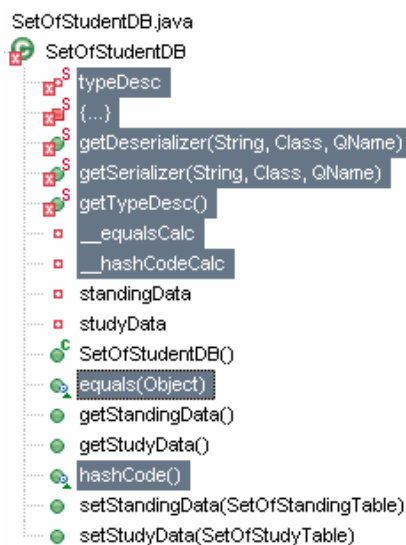 SetOfStudentDB.java
SetOfStudentDB
typeDesc
{...}
getDeserializer(String, Class, QName)
getSerializer(String, Class, QName)
getTypeDesc()
__equalsCalc
__hashCodeCalc
standingData
studyData
SetOfStudentDB()
equals(Object)
getStandingData()
getStudyData()
hashCode()
setStandingData(SetOfStandingTable)
setStudyData(SetOfStudyTable)